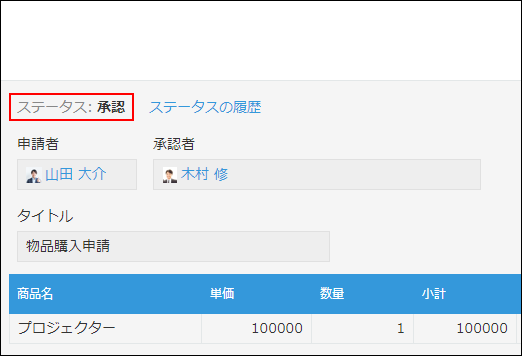 ステータス: 承認 ステータスの履歴
申請者 承認者
山田 大介 木村 修
タイトル
物品購入申請
商品名 単価 数量 小計
プロジェクター 100000 1 100000